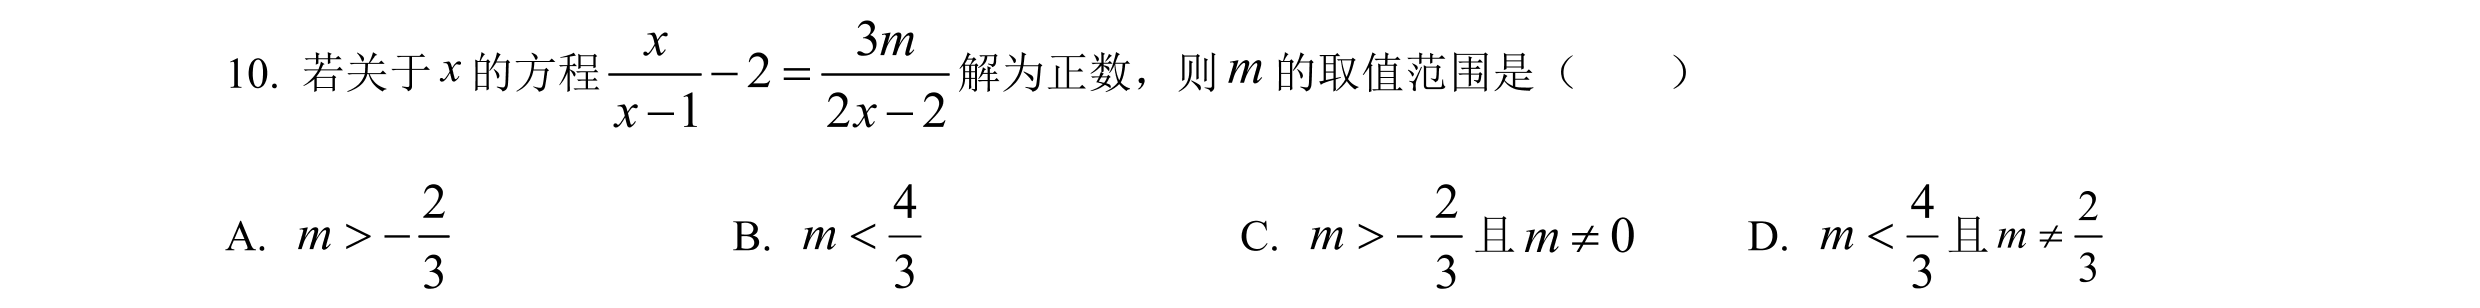 10. 若关于 x 的方程 \frac{x}{x-1} - 2 = \frac{3m}{2x-2} 解为正数，则 m 的取值范围是（　　）
A. m > -\frac{2}{3}　B. m < \frac{4}{3}　C. m > -\frac{2}{3} 且 m ≠ 0　D. m < \frac{4}{3} 且 m ≠ \frac{2}{3}